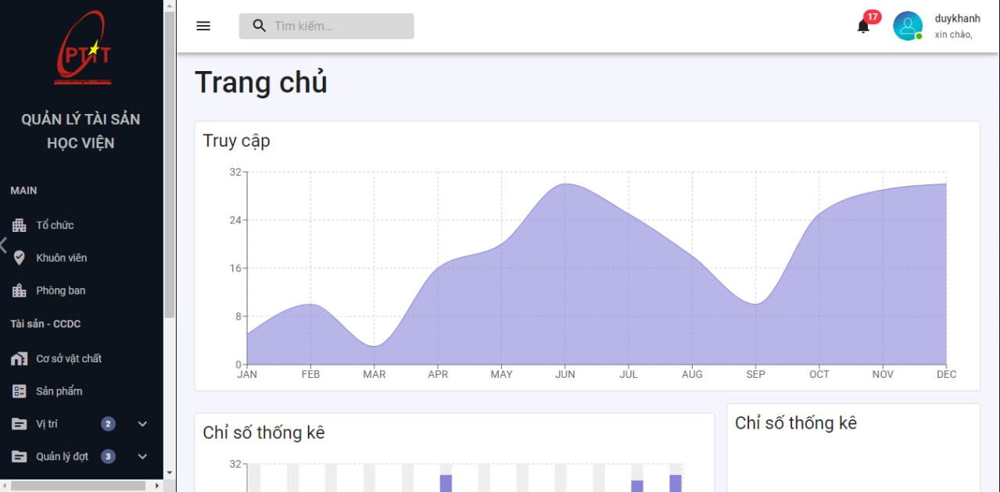 PTIT
QUẢN LÝ TÀI SẢN
HỌC VIỆN
MAIN
Tổ chức
Khuôn viên
Phòng ban
Tài sản - CCDC
Cơ sở vật chất
Sản phẩm
Vị trí 2
Quản lý đợt 3
Tìm kiếm...
17
duykhanh
xin chào,
Trang chủ
Truy cập
32
24
16
8
0
JAN FEB MAR APR MAY JUN JUL AUG SEP OCT NOV DEC
Chỉ số thống kê
32
Chỉ số thống kê